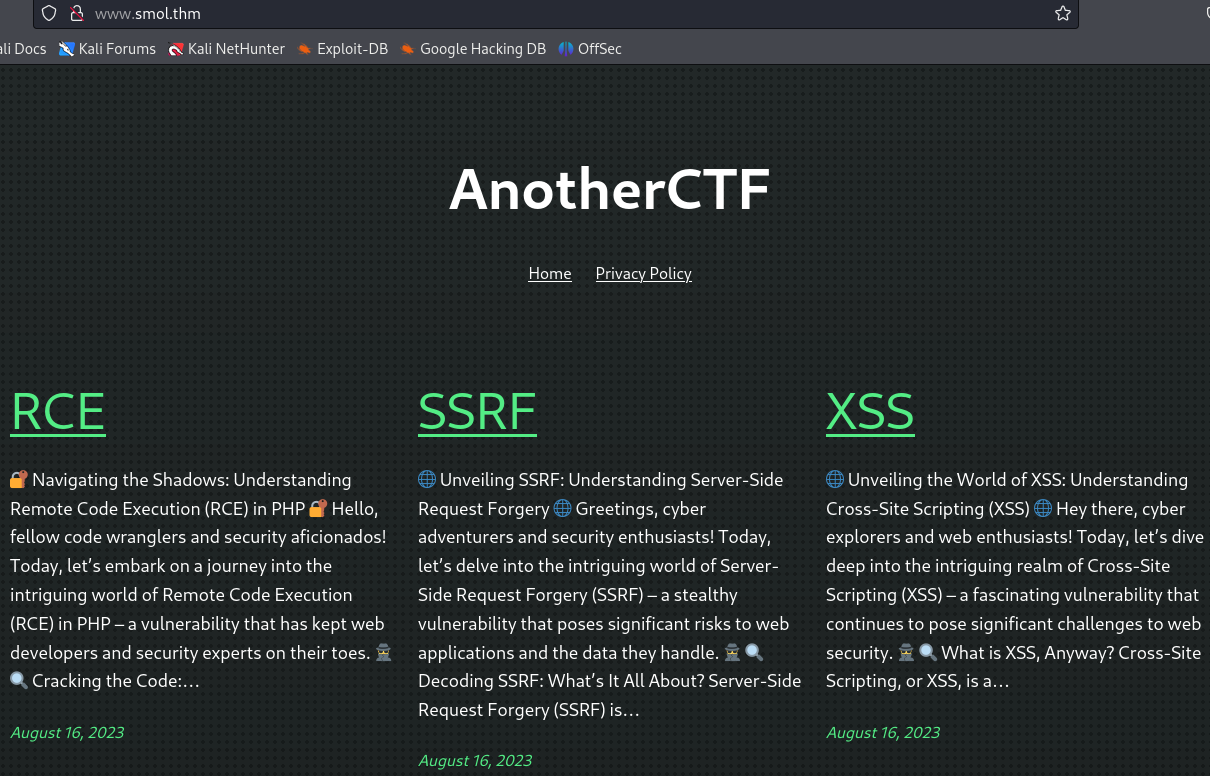 www.smol.thm
ali Docs Kali Forums Kali NetHunter Exploit-DB Google Hacking DB OffSec
AnotherCTF
Home Privacy Policy
RCE
🔐 Navigating the Shadows: Understanding
Remote Code Execution (RCE) in PHP 🔐 Hello,
fellow code wranglers and security aficionados!
Today, let’s embark on a journey into the
intriguing world of Remote Code Execution
(RCE) in PHP – a vulnerability that has kept web
developers and security experts on their toes. 🕵️
🔍 Cracking the Code:…
August 16, 2023
SSRF
🌐 Unveiling SSRF: Understanding Server-Side
Request Forgery 🌐 Greetings, cyber
adventurers and security enthusiasts! Today,
let’s delve into the intriguing world of Server-
Side Request Forgery (SSRF) – a stealthy
vulnerability that poses significant risks to web
applications and the data they handle. 🕵️🔍
Decoding SSRF: What’s It All About? Server-Side
Request Forgery (SSRF) is…
August 16, 2023
XSS
🌐 Unveiling the World of XSS: Understanding
Cross-Site Scripting (XSS) 🌐 Hey there, cyber
explorers and web enthusiasts! Today, let’s dive
deep into the intriguing realm of Cross-Site
Scripting (XSS) – a fascinating vulnerability that
continues to pose significant challenges to web
security. 🕵️🔍 What is XSS, Anyway? Cross-Site
Scripting, or XSS, is a…
August 16, 2023